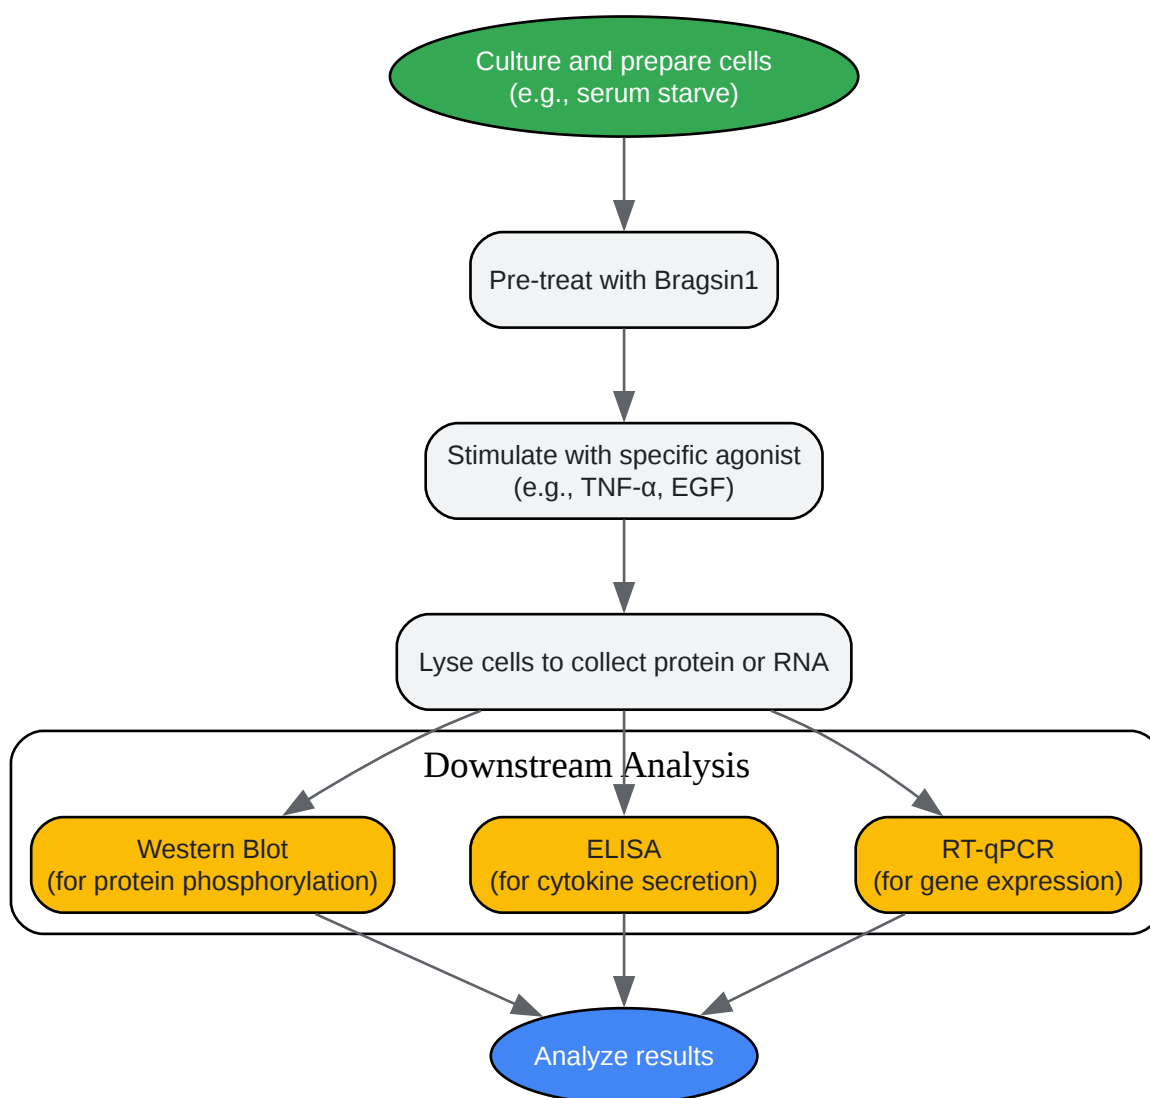 Culture and prepare cells
(e.g., serum starve)
Pre-treat with Bragsin1
Stimulate with specific agonist
(e.g., TNF-α, EGF)
Lyse cells to collect protein or RNA
Downstream Analysis
Western Blot
(for protein phosphorylation)
ELISA
(for cytokine secretion)
RT-qPCR
(for gene expression)
Analyze results